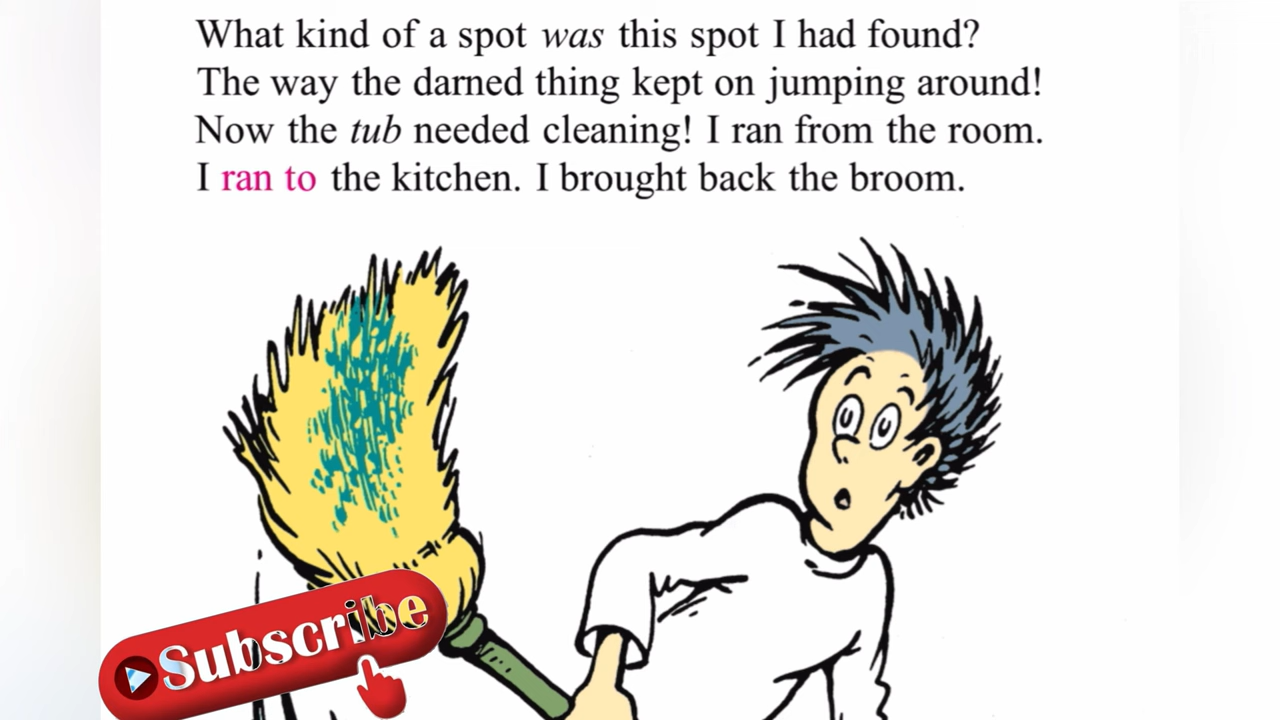 What kind of a spot was this spot I had found?
The way the darned thing kept on jumping around!
Now the tub needed cleaning! I ran from the room.
I ran to the kitchen. I brought back the broom.
Subscribe